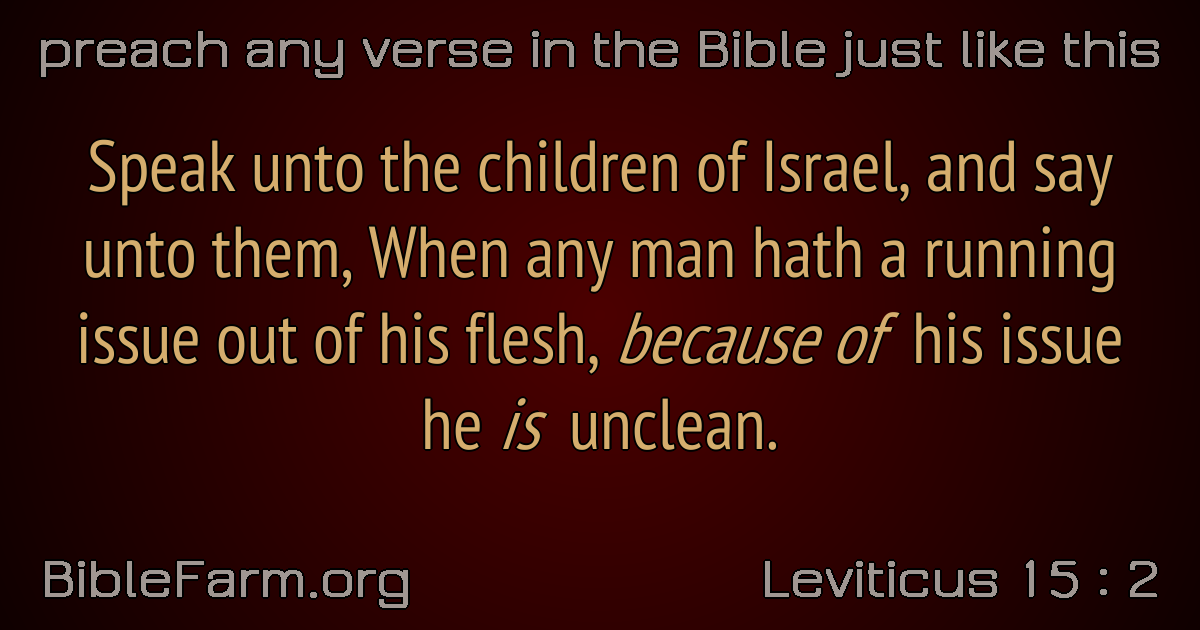 preach any verse in the Bible just like this
Speak unto the children of Israel, and say
unto them, When any man hath a running
issue out of his flesh, because of his issue
he is unclean.
BibleFarm.org
Leviticus 15 : 2